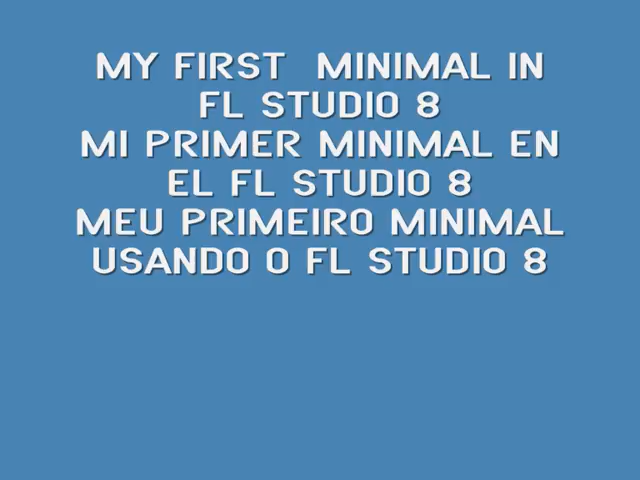 MY FIRST  MINIMAL IN
FL STUDIO 8
MI PRIMER MINIMAL EN
EL FL STUDIO 8
MEU PRIMEIRO MINIMAL
USANDO O FL STUDIO 8